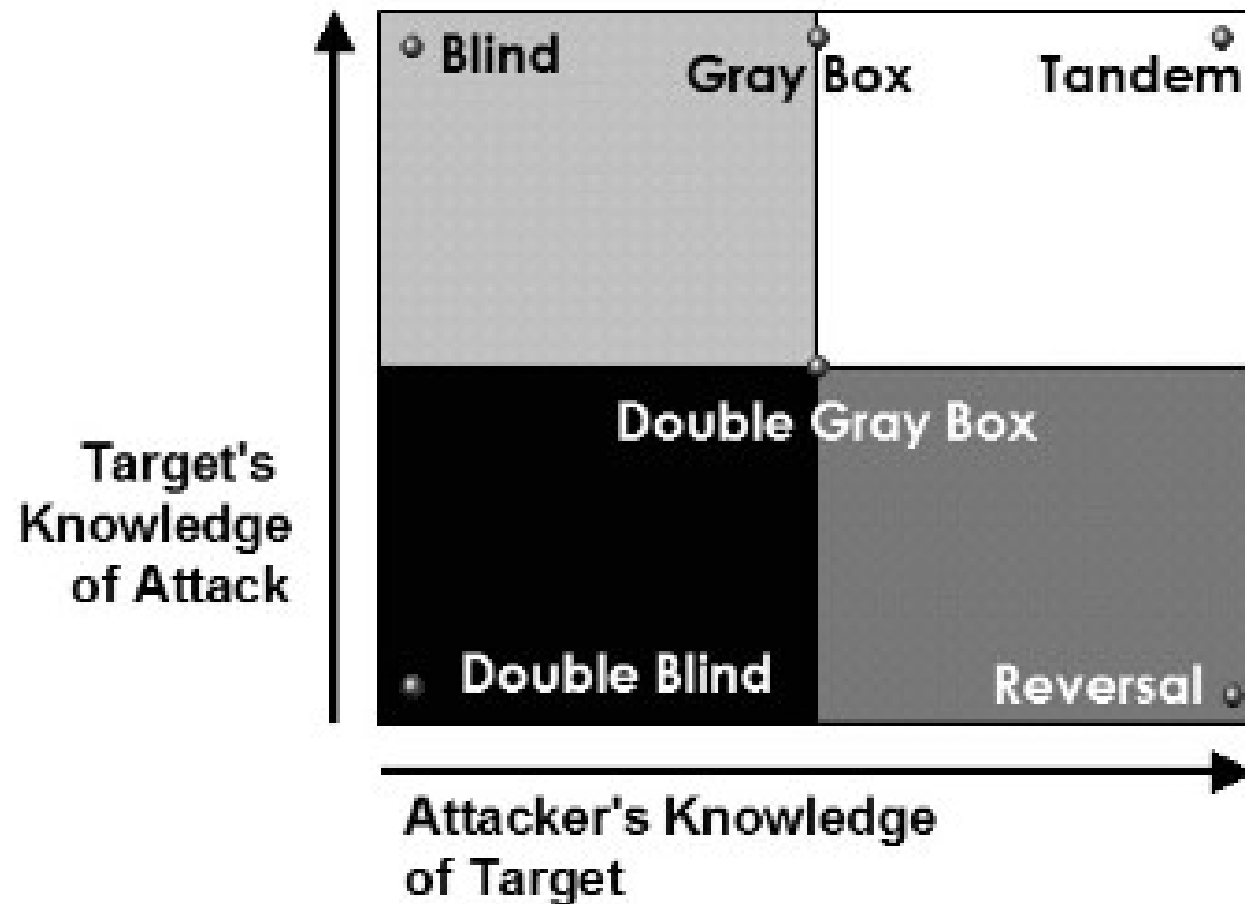 Blind
Gray Box
Tandem
Double Gray Box
Target's
Knowledge
of Attack
Double Blind
Reversal
Attacker's Knowledge
of Target